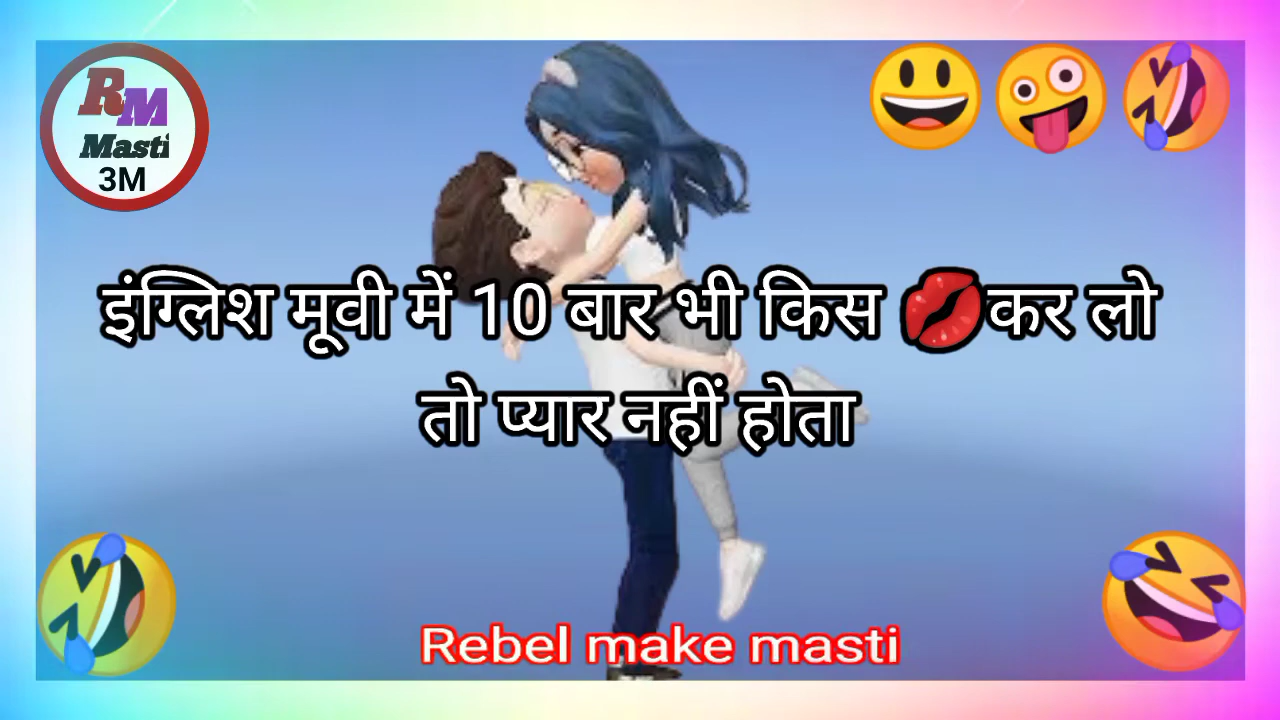 RM
Masti
3M
इंग्लिश मूवी में 10 बार भी किस 💋कर लो
तो प्यार नहीं होता
Rebel make masti